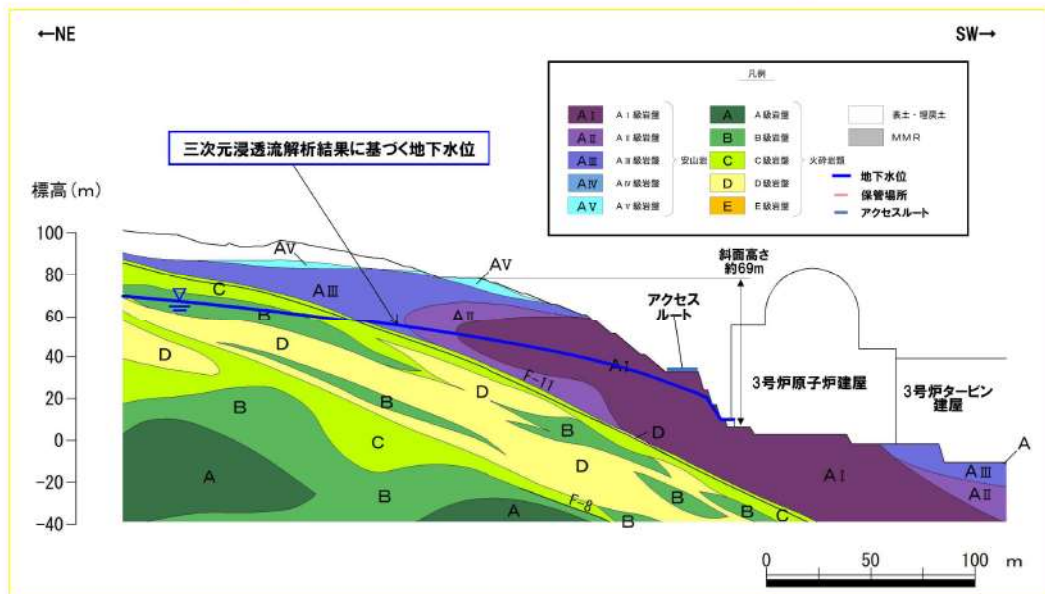 ←NE
SW→
凡例
AⅠ AⅠ級岩盤
AⅡ AⅡ級岩盤
AⅢ AⅢ級岩盤
AⅣ AⅣ級岩盤
AⅤ AⅤ級岩盤
安山岩
A A級岩盤
B B級岩盤
C C級岩盤
D D級岩盤
E E級岩盤
火砕岩類
表土・埋戻土
MMR
地下水位
保管場所
アクセスルート
三次元浸透流解析結果に基づく地下水位
標高(m)
100
80
60
40
20
0
-20
-40
AⅤ
AⅤ
斜面高さ
約69m
アクセス
ルート
C
AⅢ
AⅡ
B
D
D
AⅠ
F-11
D
3号炉原子炉建屋
3号炉タービン
建屋
B
B
B
D
C
D
A
A
AⅠ
AⅢ
AⅡ
B
F-8
B
A
B
B
C
0
50
100
m